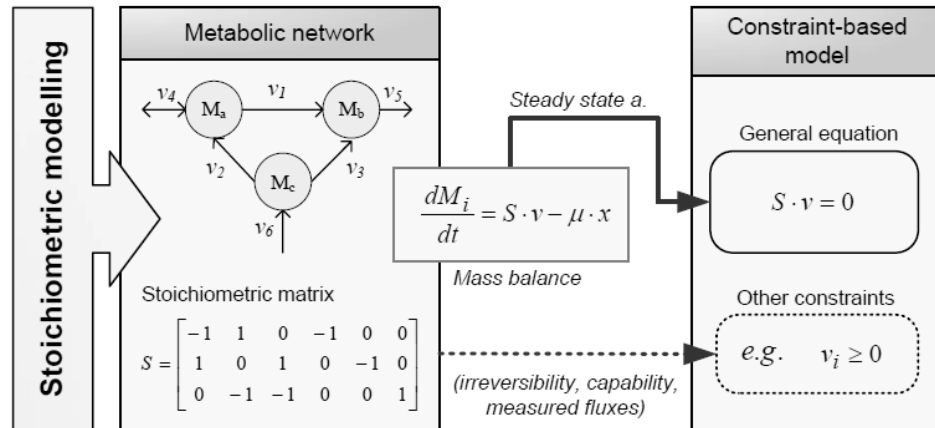 Stoichiometric modelling
Metabolic network
v4
v1
v5
Ma
Mb
v2
v3
Mc
v6
Stoichiometric matrix
S = [ -1 1 0 -1 0 0
1 0 1 0 -1 0
0 -1 -1 0 0 1 ]
Steady state a.
dM_i/dt = S · v − μ · x
Mass balance
(irreversibility, capability,
measured fluxes)
Constraint-based
model
General equation
S · v = 0
Other constraints
e.g. v_i ≥ 0